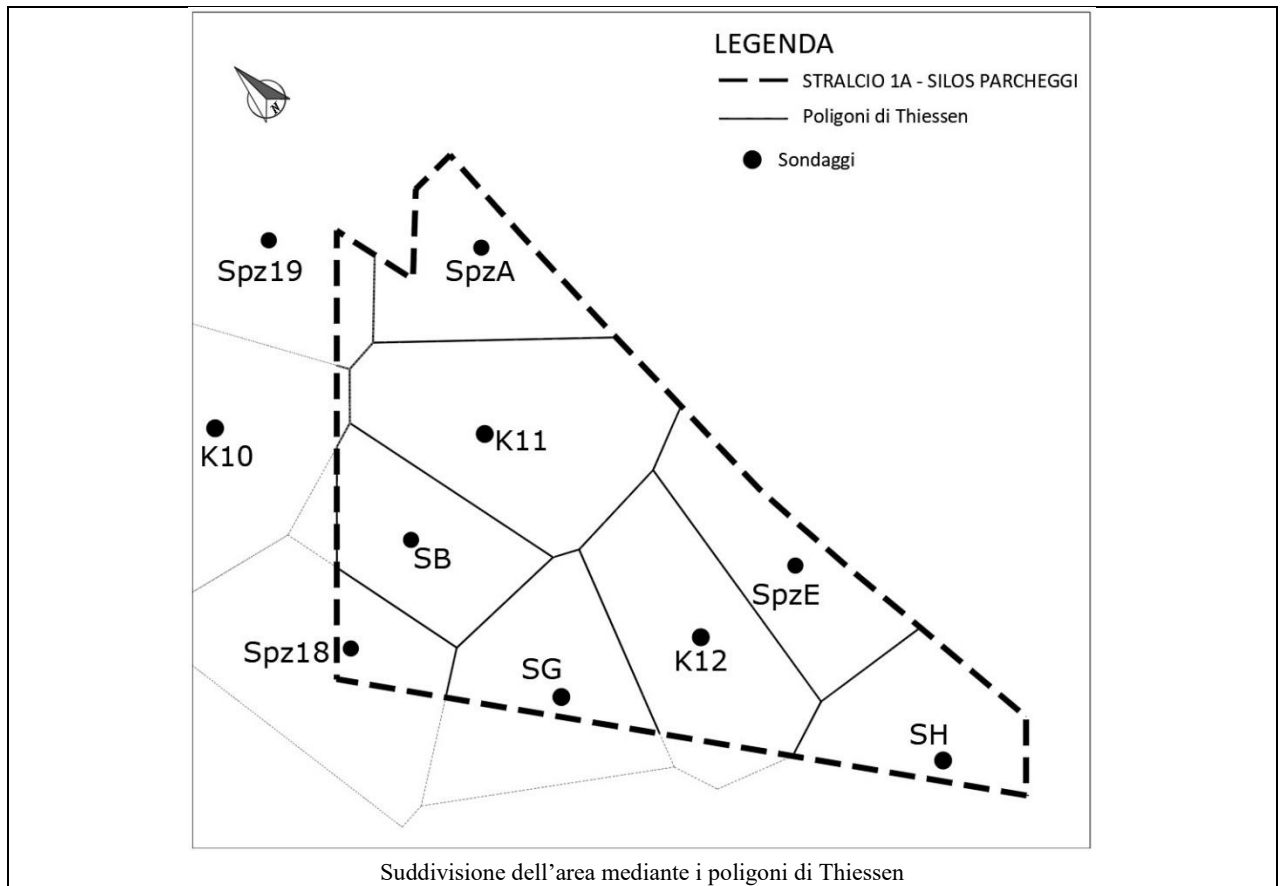 LEGENDA
STRALCIO 1A - SILOS PARCHEGGI
Poligoni di Thiessen
Sondaggi
N
Spz19
SpzA
K10
K11
SB
SpzE
Spz18
SG
K12
SH
Suddivisione dell'area mediante i poligoni di Thiessen